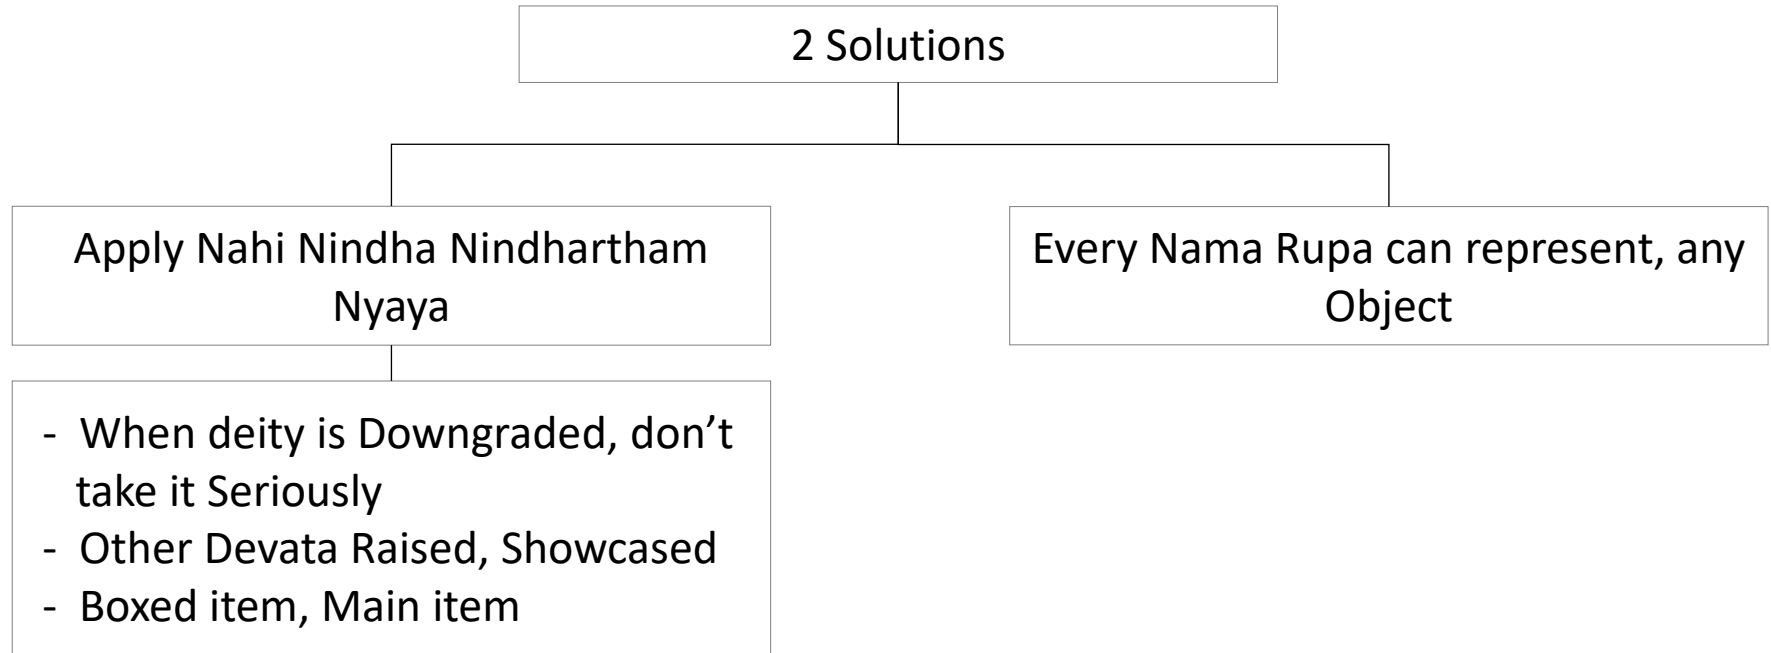 2 Solutions
Apply Nahi Nindha Nindhartham
Nyaya
Every Nama Rupa can represent, any
Object
- When deity is Downgraded, don’t
take it Seriously
- Other Devata Raised, Showcased
- Boxed item, Main item